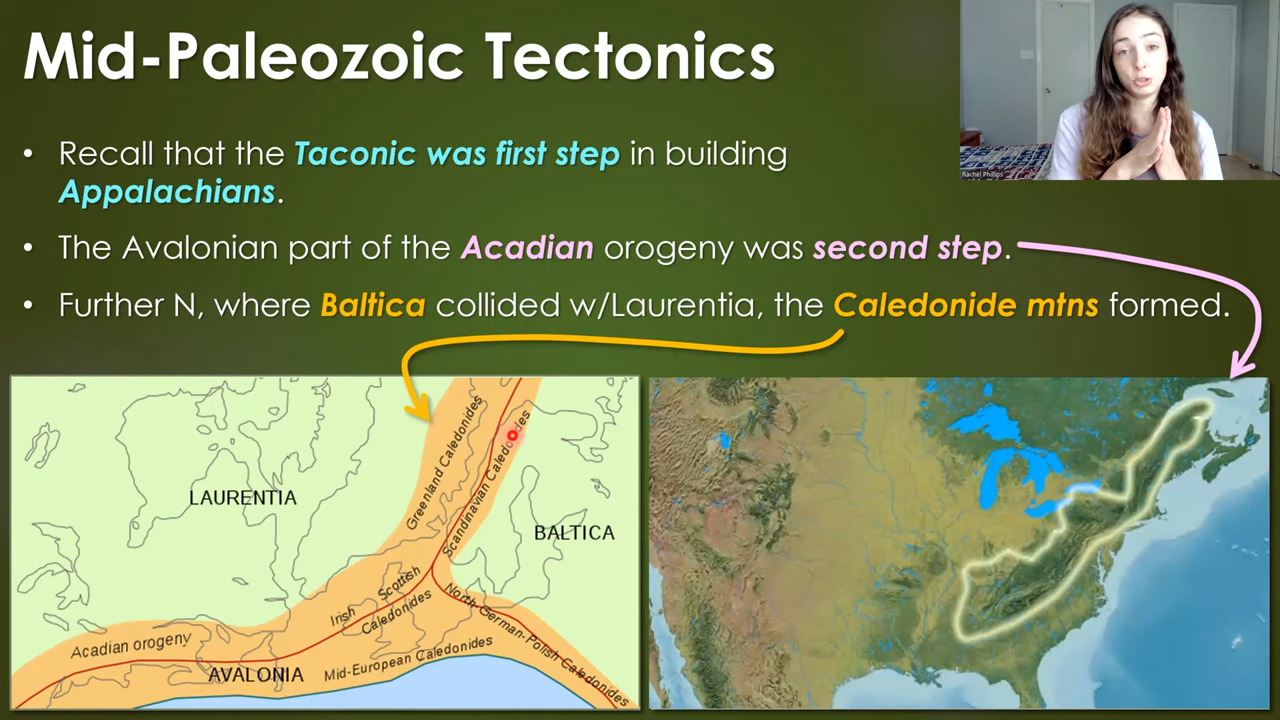 Mid-Paleozoic Tectonics
Rachel Phillips
• Recall that the Taconic was first step in building
Appalachians.
• The Avalonian part of the Acadian orogeny was second step.
• Further N, where Baltica collided w/Laurentia, the Caledonide mtns formed.
Greenland Caledonides
Scandinavian Caledonides
LAURENTIA
BALTICA
Irish Scottish
Caledonides
North German-Polish Caledonides
Acadian orogeny
AVALONIA
Mid-European Caledonides